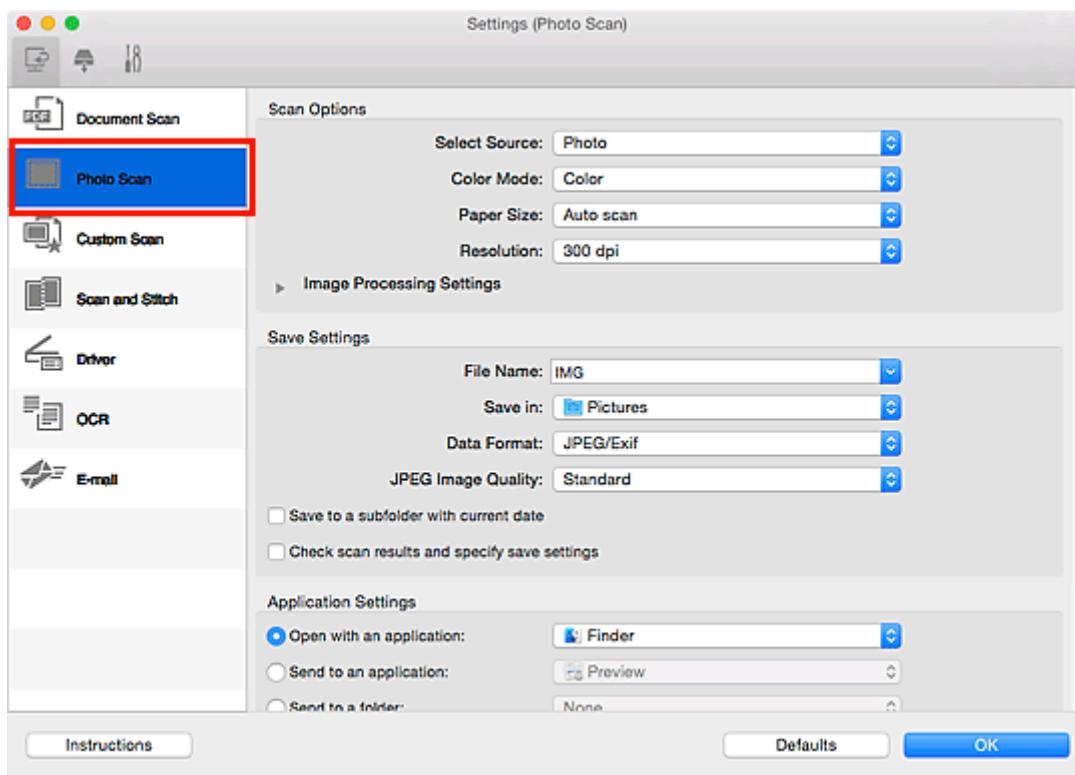 Settings (Photo Scan)
Document Scan
Photo Scan
Custom Scan
Scan and Stitch
Driver
OCR
E-mail
Scan Options
Select Source: Photo
Color Mode: Color
Paper Size: Auto scan
Resolution: 300 dpi
Image Processing Settings
Save Settings
File Name: IMG
Save in: Pictures
Data Format: JPEG/Exif
JPEG Image Quality: Standard
Save to a subfolder with current date
Check scan results and specify save settings
Application Settings
Open with an application: Finder
Send to an application: Preview
Send to a folder: None
Instructions Defaults OK